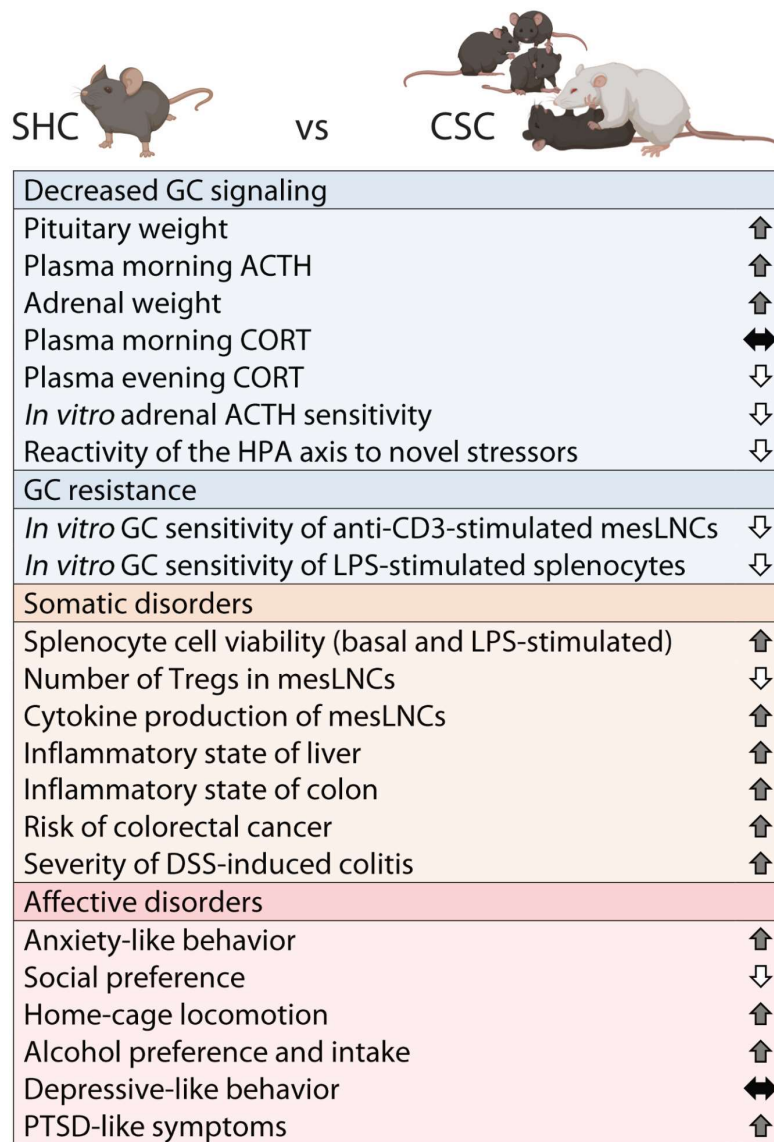 SHC vs CSC
Decreased GC signaling
Pituitary weight
Plasma morning ACTH
Adrenal weight
Plasma morning CORT
Plasma evening CORT
In vitro adrenal ACTH sensitivity
Reactivity of the HPA axis to novel stressors
GC resistance
In vitro GC sensitivity of anti-CD3-stimulated mesLNCs
In vitro GC sensitivity of LPS-stimulated splenocytes
Somatic disorders
Splenocyte cell viability (basal and LPS-stimulated)
Number of Tregs in mesLNCs
Cytokine production of mesLNCs
Inflammatory state of liver
Inflammatory state of colon
Risk of colorectal cancer
Severity of DSS-induced colitis
Affective disorders
Anxiety-like behavior
Social preference
Home-cage locomotion
Alcohol preference and intake
Depressive-like behavior
PTSD-like symptoms